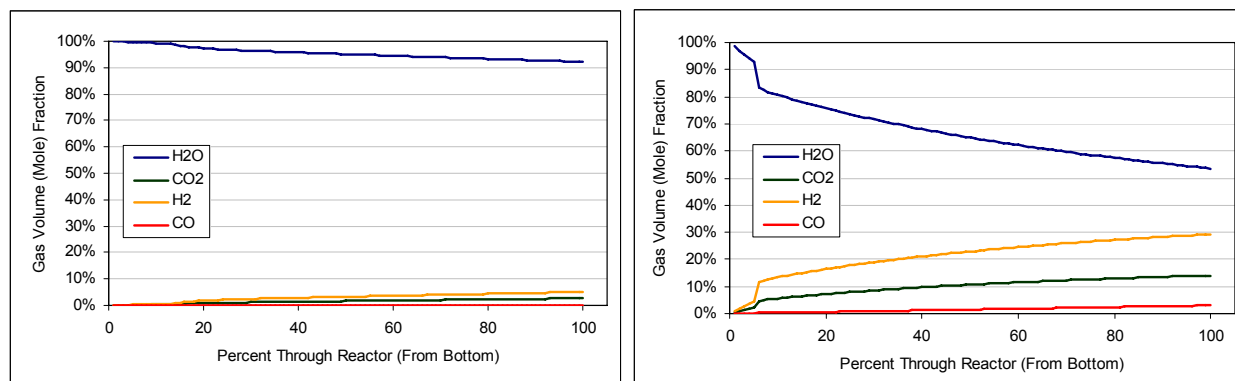 Gas Volume (Mole) Fraction
100%
90%
80%
70%
60%
50%
40%
30%
20%
10%
0%
H2O
CO2
H2
CO
0 20 40 60 80 100
Percent Through Reactor (From Bottom)
Gas Volume (Mole) Fraction
100%
90%
80%
70%
60%
50%
40%
30%
20%
10%
0%
H2O
CO2
H2
CO
0 20 40 60 80 100
Percent Through Reactor (From Bottom)